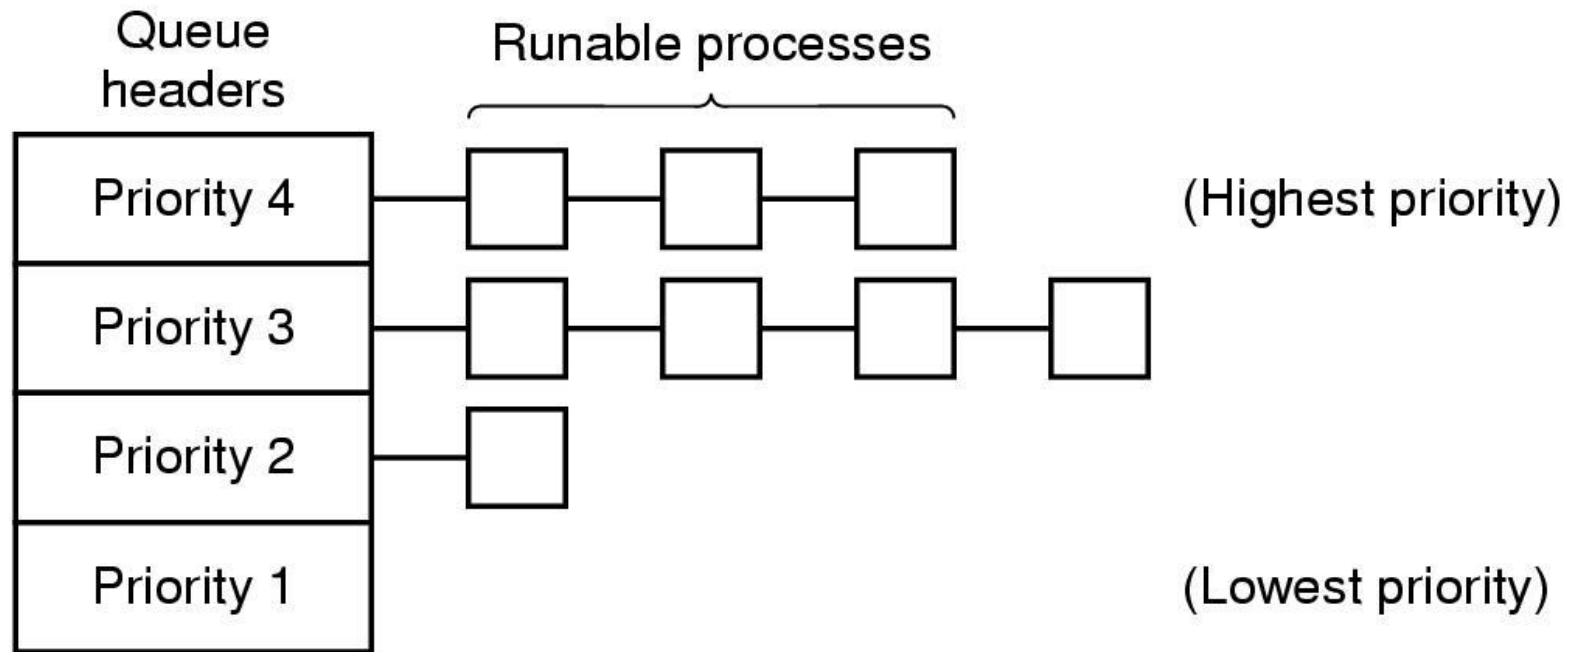 Queue
headers
Runable processes
Priority 4
(Highest priority)
Priority 3
Priority 2
Priority 1
(Lowest priority)